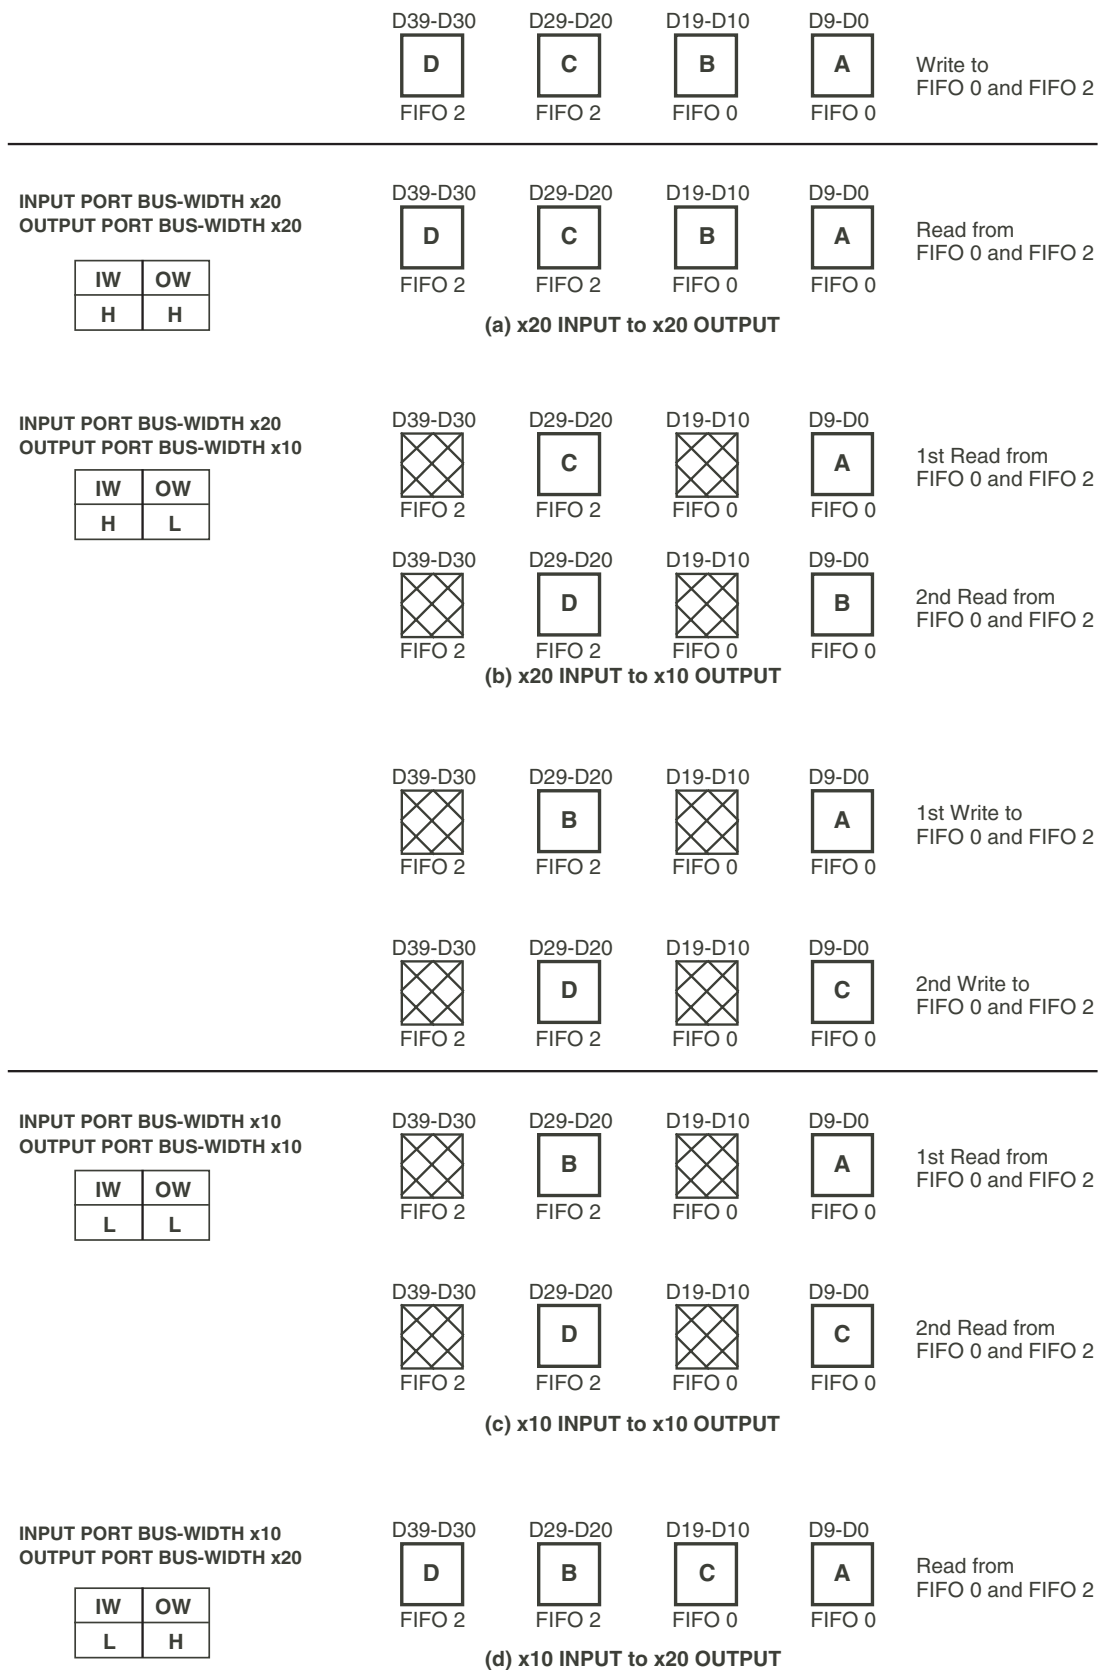 D39-D30 D29-D20 D19-D10 D9-D0
D C B A
Write to
FIFO 0 and FIFO 2
FIFO 2 FIFO 2 FIFO 0 FIFO 0
INPUT PORT BUS-WIDTH x20
OUTPUT PORT BUS-WIDTH x20
IW OW
H H
D39-D30 D29-D20 D19-D10 D9-D0
D C B A
Read from
FIFO 0 and FIFO 2
FIFO 2 FIFO 2 FIFO 0 FIFO 0
(a) x20 INPUT to x20 OUTPUT
INPUT PORT BUS-WIDTH x20
OUTPUT PORT BUS-WIDTH x10
IW OW
H L
D39-D30 D29-D20 D19-D10 D9-D0
C A
1st Read from
FIFO 0 and FIFO 2
FIFO 2 FIFO 2 FIFO 0 FIFO 0
D39-D30 D29-D20 D19-D10 D9-D0
D B
2nd Read from
FIFO 0 and FIFO 2
FIFO 2 FIFO 2 FIFO 0 FIFO 0
(b) x20 INPUT to x10 OUTPUT
D39-D30 D29-D20 D19-D10 D9-D0
B A
1st Write to
FIFO 0 and FIFO 2
FIFO 2 FIFO 2 FIFO 0 FIFO 0
D39-D30 D29-D20 D19-D10 D9-D0
D C
2nd Write to
FIFO 0 and FIFO 2
FIFO 2 FIFO 2 FIFO 0 FIFO 0
INPUT PORT BUS-WIDTH x10
OUTPUT PORT BUS-WIDTH x10
IW OW
L L
D39-D30 D29-D20 D19-D10 D9-D0
B A
1st Read from
FIFO 0 and FIFO 2
FIFO 2 FIFO 2 FIFO 0 FIFO 0
D39-D30 D29-D20 D19-D10 D9-D0
D C
2nd Read from
FIFO 0 and FIFO 2
FIFO 2 FIFO 2 FIFO 0 FIFO 0
(c) x10 INPUT to x10 OUTPUT
INPUT PORT BUS-WIDTH x10
OUTPUT PORT BUS-WIDTH x20
IW OW
L H
D39-D30 D29-D20 D19-D10 D9-D0
D B C A
Read from
FIFO 0 and FIFO 2
FIFO 2 FIFO 2 FIFO 0 FIFO 0
(d) x10 INPUT to x20 OUTPUT